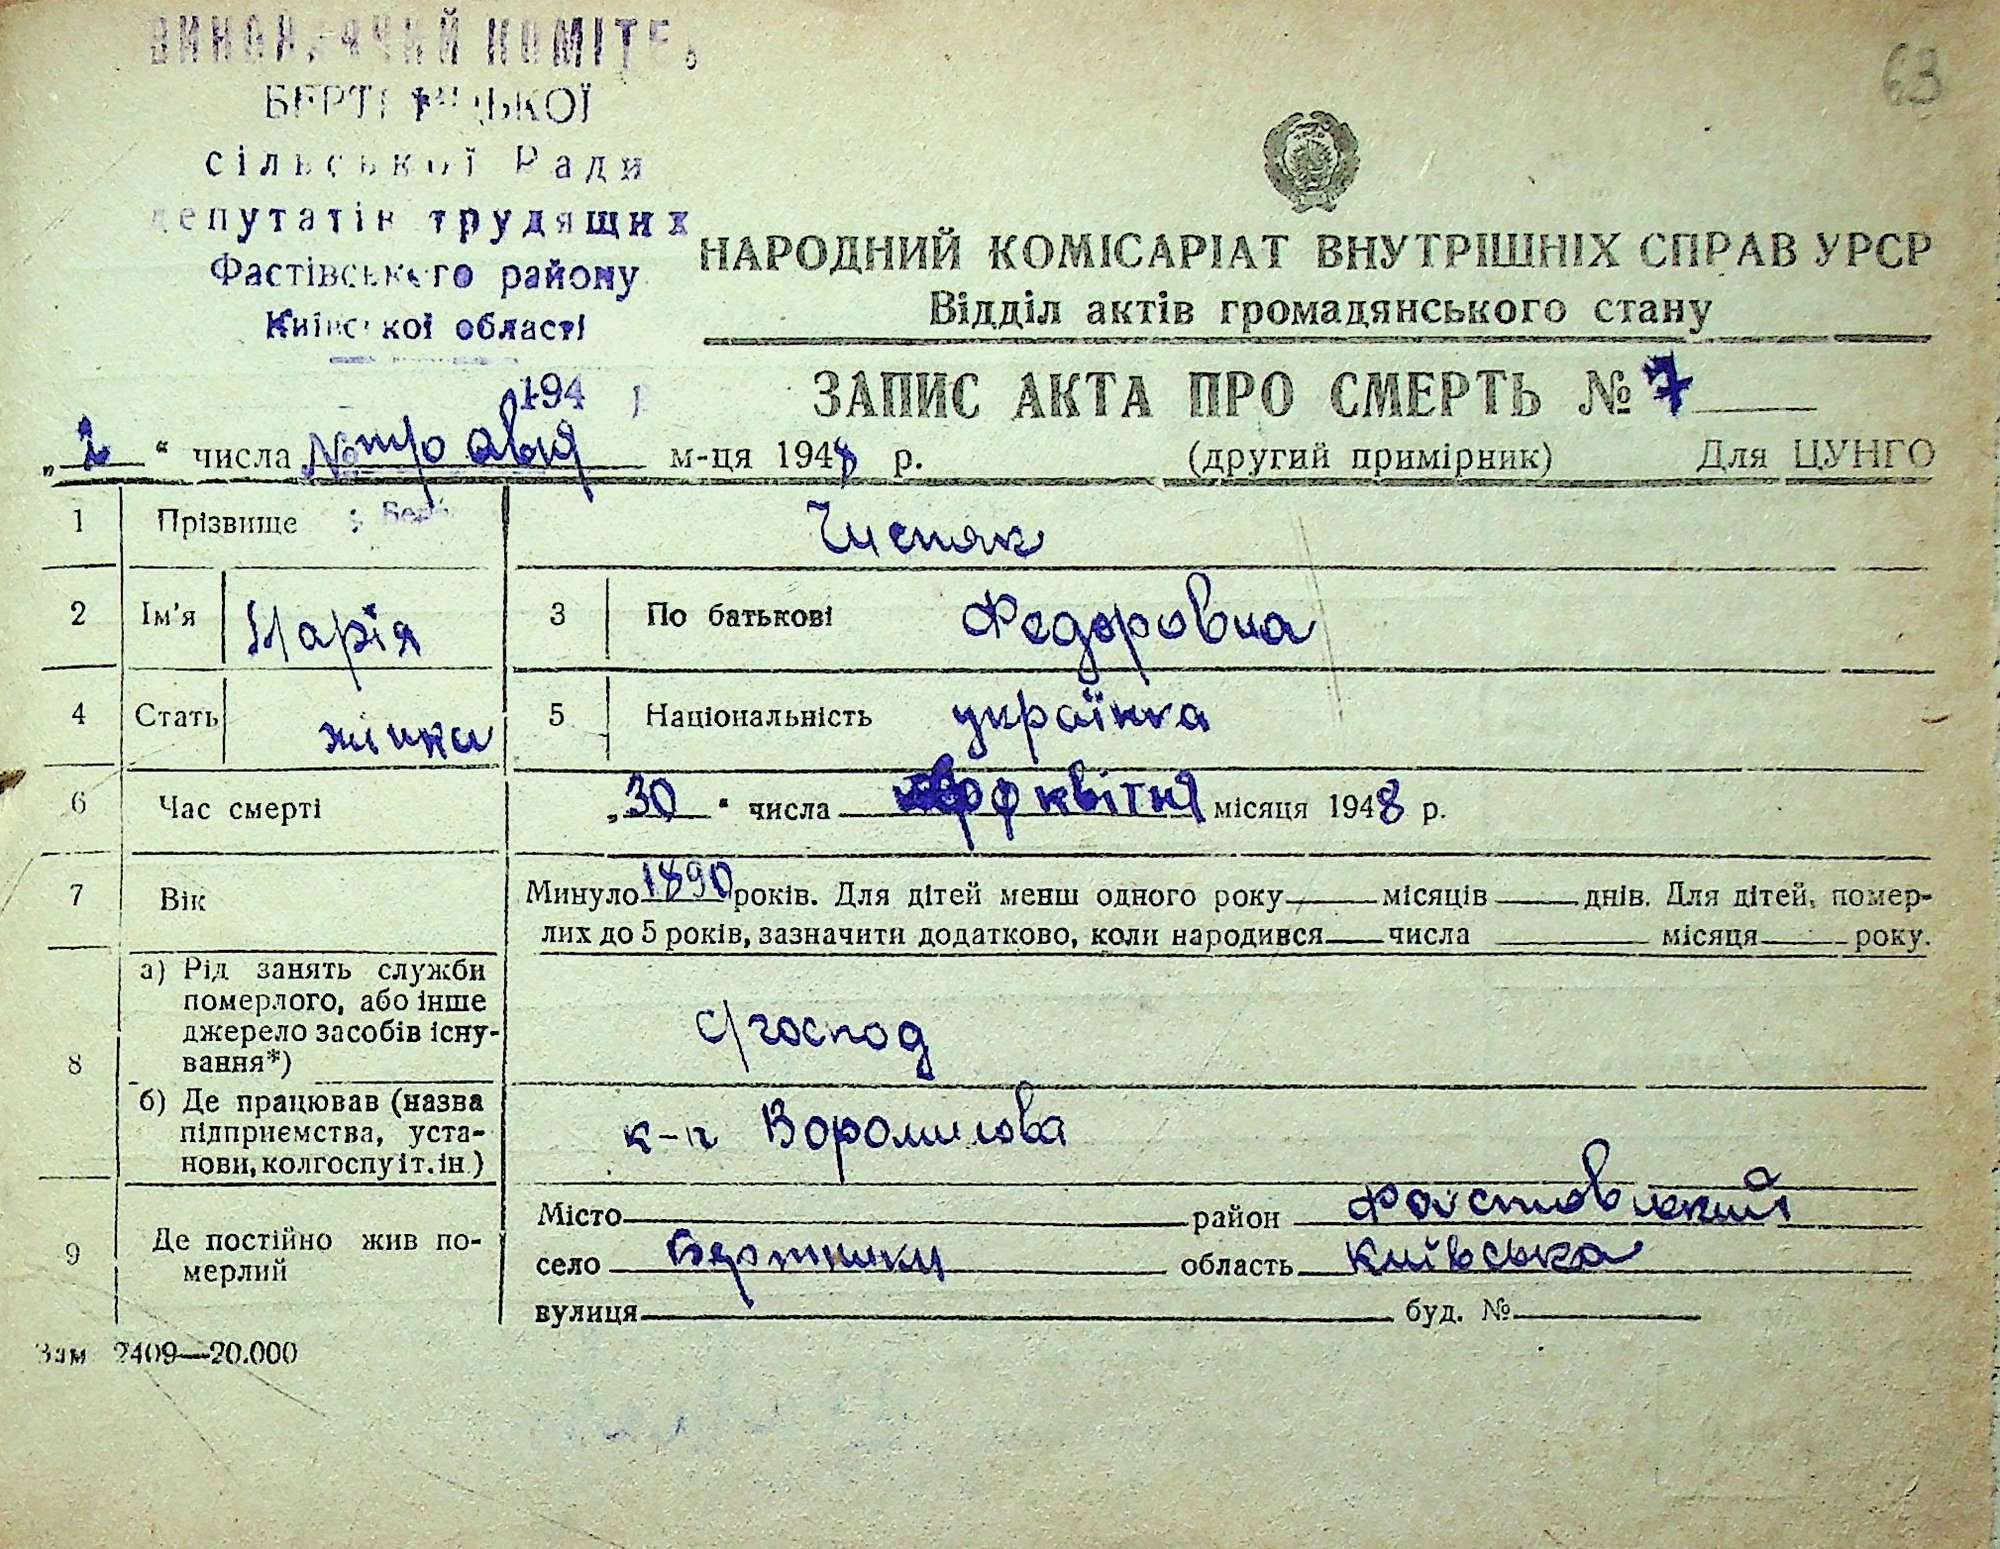 63
ВИКОНАВЧИЙ КОМІТЕ
сільської Ради
депутатів трудящих
Фастівського району
Київської області
194 р
НАРОДНИЙ КОМІСАРІАТ ВНУТРІШНІХ СПРАВ УРСР
Відділ актів громадянського стану
ЗАПИС АКТА ПРО СМЕРТЬ № 7
„2“ числа травня м-ця 1948 р. (другий примірник) Для ЦУНГО
1 Прізвище
2 Ім'я Марія 3 По батькові Федоровна
4 Стать жінка 5 Національність українка
6 Час смерті „30“ числа квітня місяця 1948 р.
7 Вік Минуло 1890 років. Для дітей менш одного року місяців днів. Для дітей, помер-
лих до 5 років, зазначити додатково, коли народився числа місяця року.
8 а) Рід занять служби
померлого, або інше
джерело засобів існу-
вання*) с/господ
б) Де працював (назва
підприємства, уста-
нови, колгоспу і т. ін.) к-п Ворошилова
9 Де постійно жив по-
мерлий
Місто район Фастовський
село Бертники область Київська
вулиця буд. №
Зам 2409—20.000